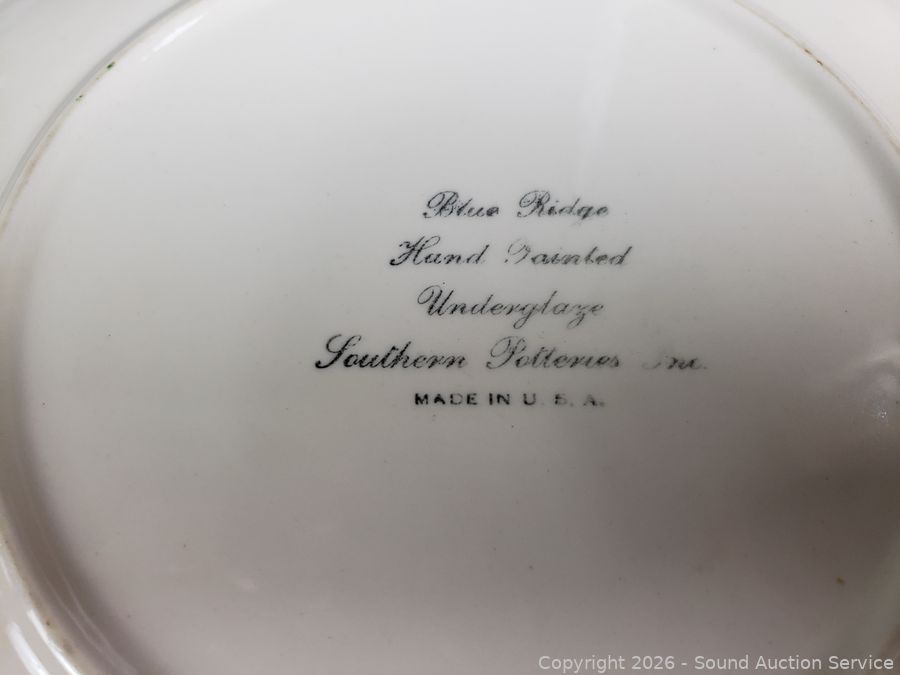 Blue Ridge
Hand Painted
Underglaze
Southern Potteries Inc.
MADE IN U. S. A.
Copyright © 2026 - Sound Auction Service